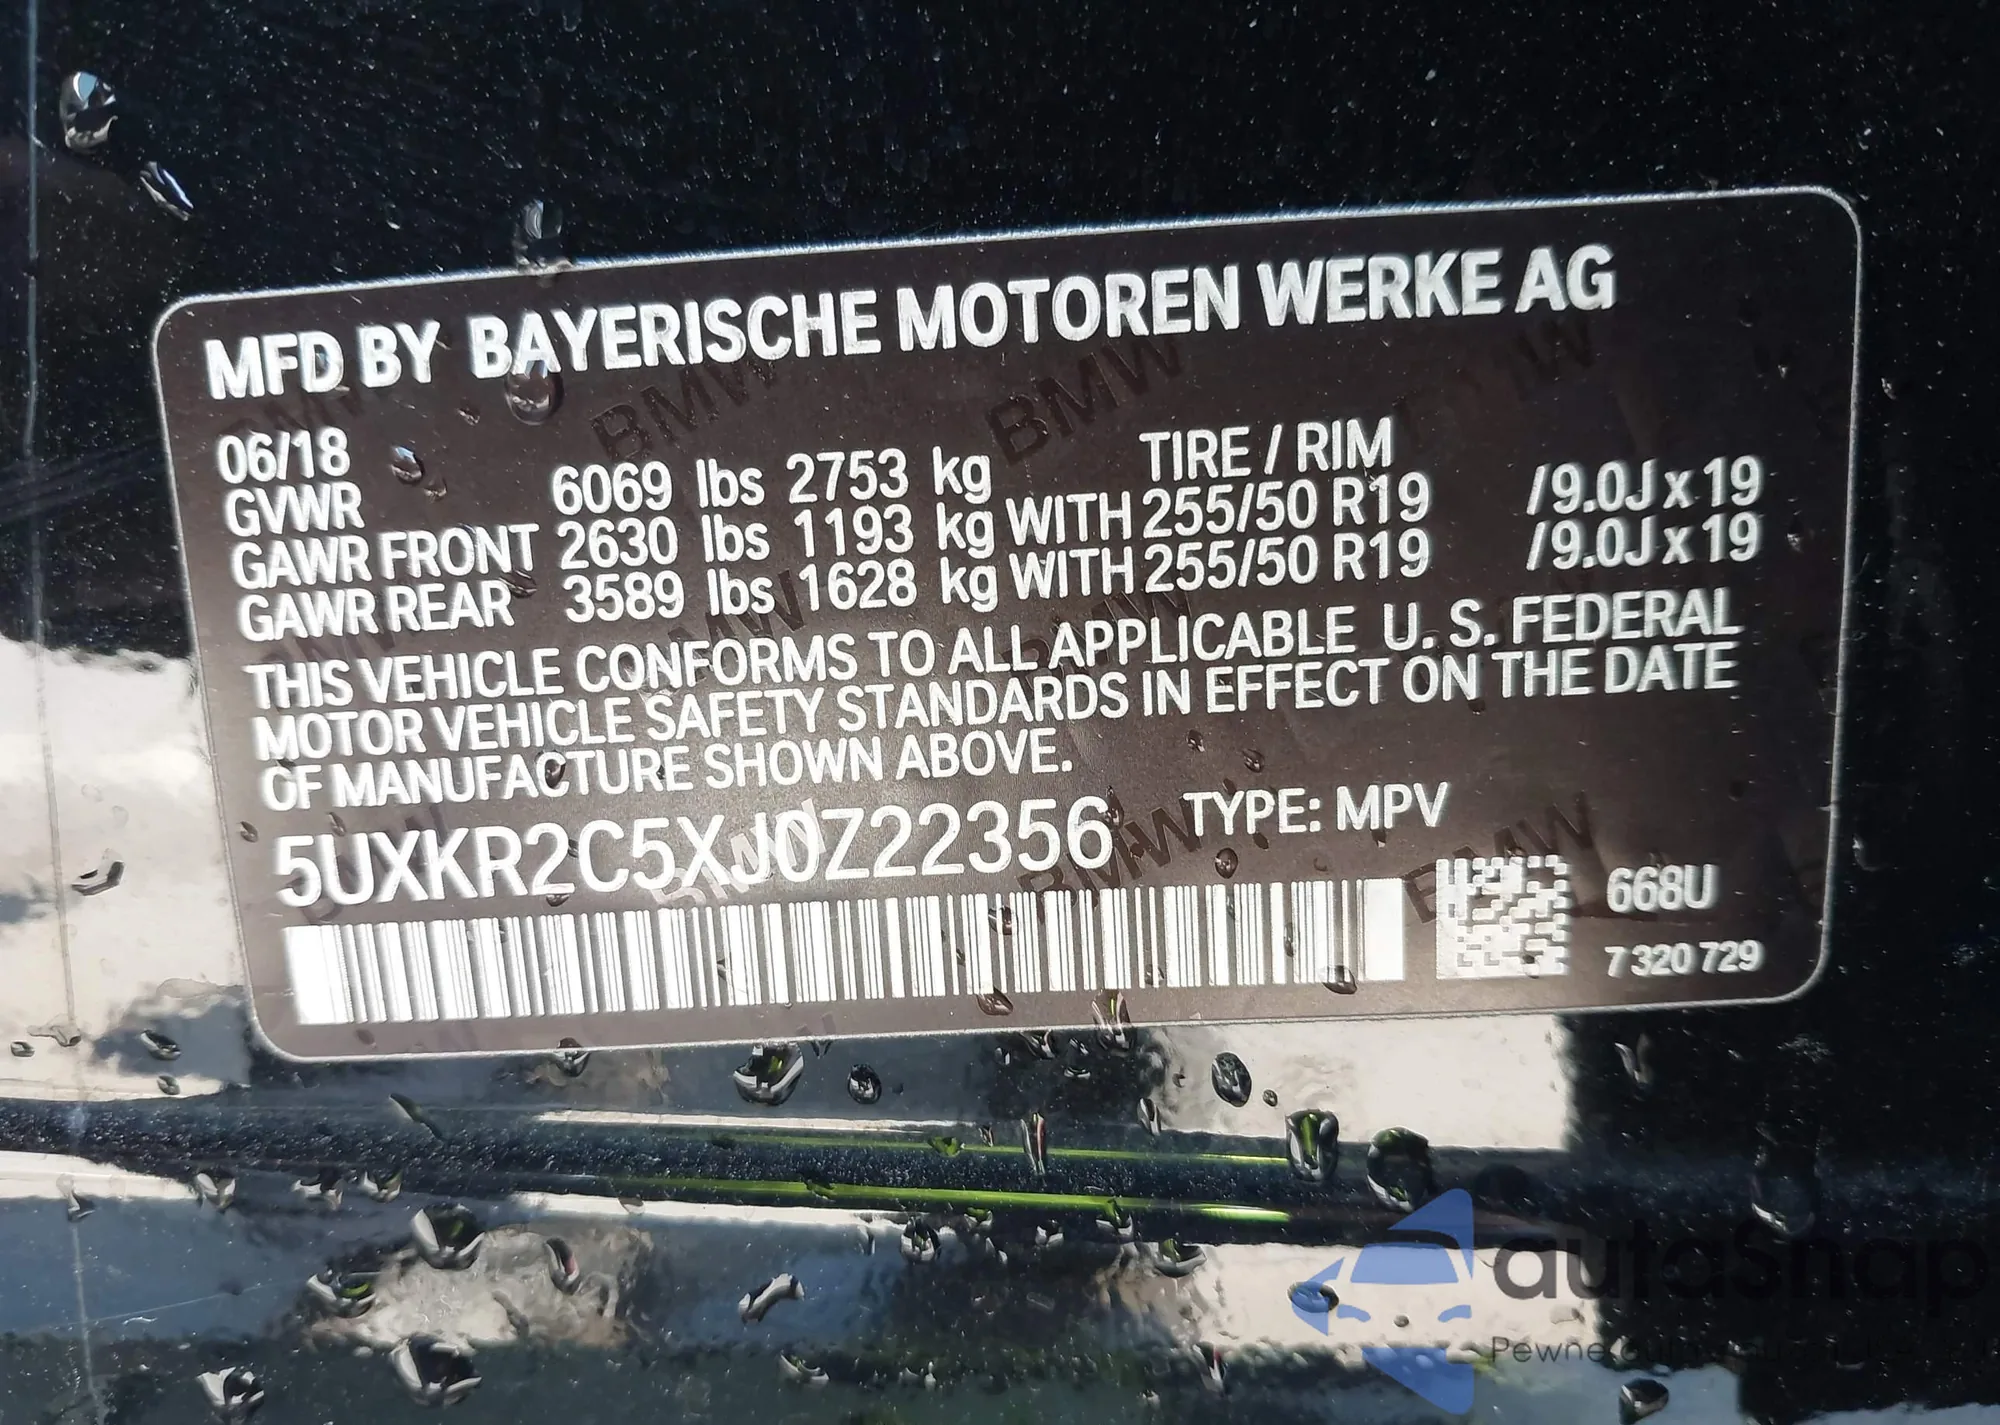 MFD BY BAYERISCHE MOTOREN WERKE AG
06/18 TIRE / RIM
GVWR 6069 lbs 2753 kg
GAWR FRONT 2630 lbs 1193 kg WITH 255/50 R19 /9.0J x 19
GAWR REAR 3589 lbs 1628 kg WITH 255/50 R19 /9.0J x 19
THIS VEHICLE CONFORMS TO ALL APPLICABLE U. S. FEDERAL
MOTOR VEHICLE SAFETY STANDARDS IN EFFECT ON THE DATE
OF MANUFACTURE SHOWN ABOVE.
5UXKR2C5XJ0Z22356 TYPE: MPV
668U
7 320 729
autaSnap
Pewne